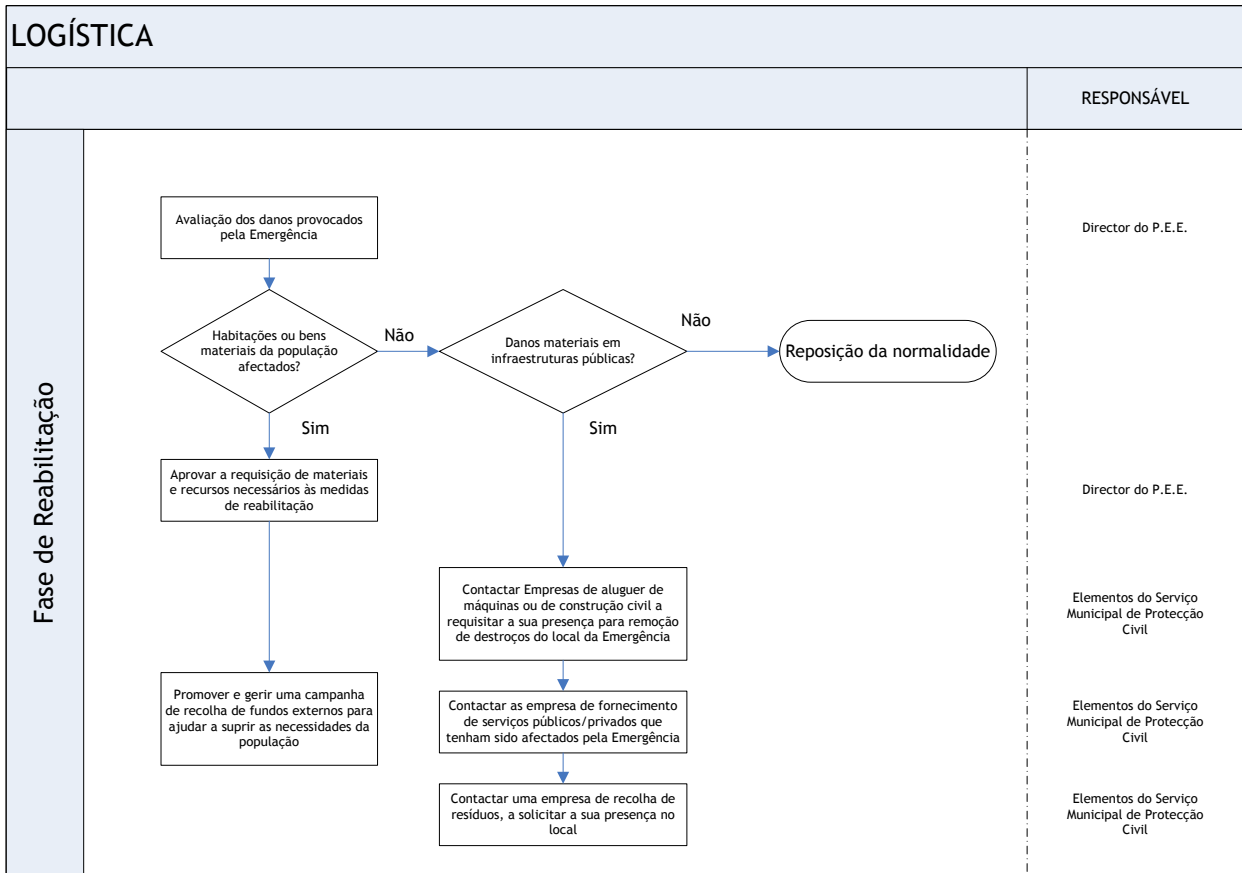 LOGÍSTICA
RESPONSÁVEL
Fase de Reabilitação
Avaliação dos danos provocados
pela Emergência
Director do P.E.E.
Habitações ou bens
materiais da população
afectados?
Não
Danos materiais em
infraestruturas públicas?
Não
Reposição da normalidade
Sim
Sim
Aprovar a requisição de materiais
e recursos necessários às medidas
de reabilitação
Director do P.E.E.
Contactar Empresas de aluguer de
máquinas ou de construção civil a
requisitar a sua presença para remoção
de destroços do local da Emergência
Elementos do Serviço
Municipal de Protecção
Civil
Promover e gerir uma campanha
de recolha de fundos externos para
ajudar a suprir as necessidades da
população
Contactar as empresa de fornecimento
de serviços públicos/privados que
tenham sido afectados pela Emergência
Elementos do Serviço
Municipal de Protecção
Civil
Contactar uma empresa de recolha de
resíduos, a solicitar a sua presença no
local
Elementos do Serviço
Municipal de Protecção
Civil